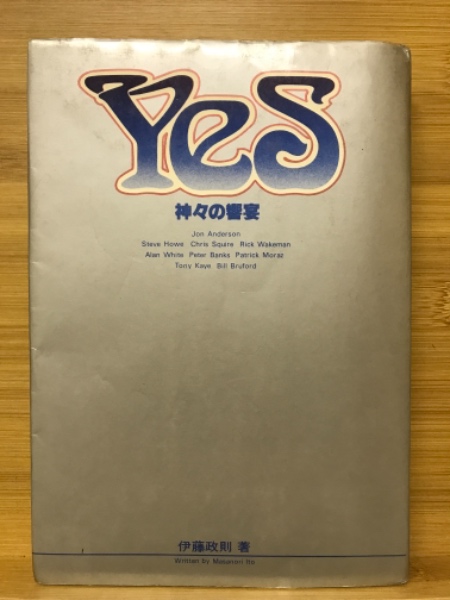 Yes
神々の響宴
Jon Anderson
Steve Howe Chris Squire Rick Wakeman
Alan White Peter Banks Patrick Moraz
Tony Kaye Bill Bruford
伊藤政則 著
Written By Masanori Ito